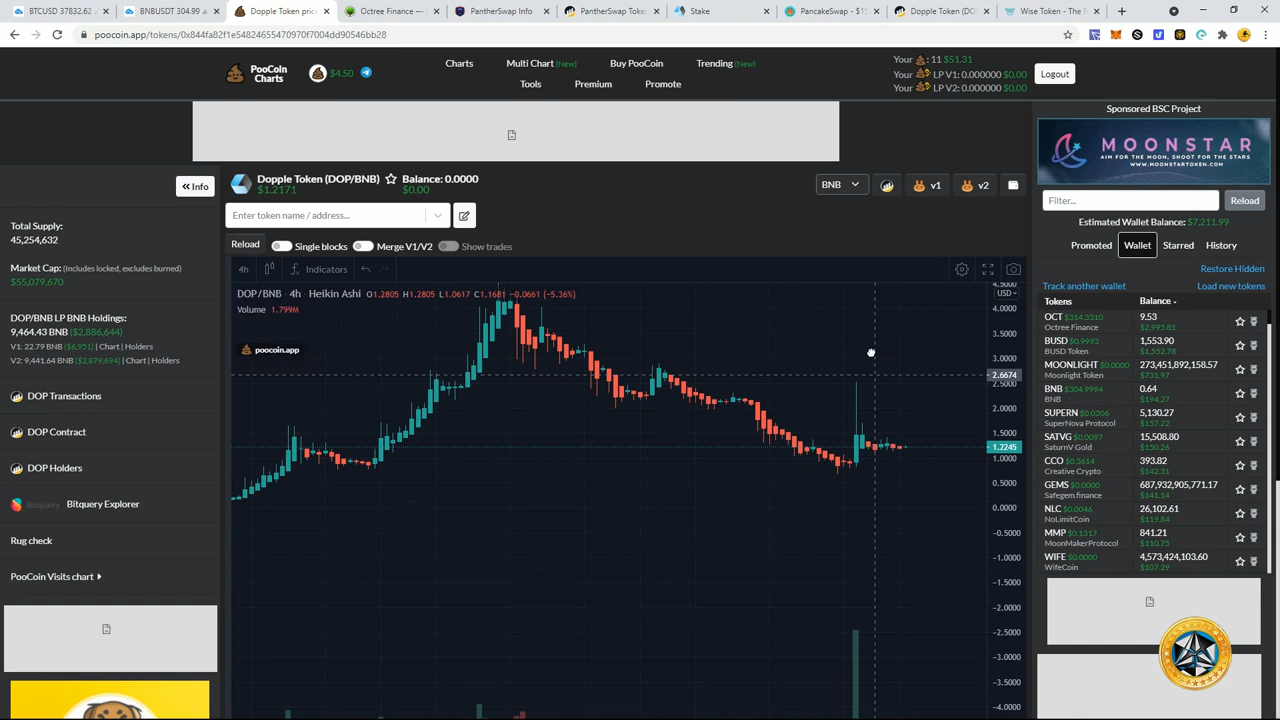 BTCUSD 37832.62
BNBUSDT 304.99
Dopple Token price
Octree Finance —
PantherSwap Info
PantherSwap Token
Stake
PancakeSwap - $15
Dopple Token (DO
Wise Token - The N
poocoin.app/tokens/0x844fa82f1e54824655470970f7004dd90546bb28
PooCoin
Charts
$4.50
Charts
Multi Chart (New)
Buy PooCoin
Trending (New)
Tools
Premium
Promote
Your : 11 $51.31
Your LP V1: 0.000000 $0.00
Your LP V2: 0.000000 $0.00
Logout
Sponsored BSC Project
MOONSTAR
AIM FOR THE MOON, SHOOT FOR THE STARS
WWW.MOONSTARTOKEN.COM
Info
Total Supply:
45,254,632
Market Cap: (Includes locked, excludes burned)
$55,079,670
DOP/BNB LP BNB Holdings:
9,464.43 BNB ($2,886,644)
V1: 22.79 BNB ($6,951) | Chart | Holders
V2: 9,441.64 BNB ($2,879,694) | Chart | Holders
DOP Transactions
DOP Contract
DOP Holders
Bitquery Bitquery Explorer
Rug check
PooCoin Visits chart
Dopple Token (DOP/BNB) Balance: 0.0000
$1.2171 $0.00
BNB
v1
v2
Enter token name / address...
Reload
Single blocks
Merge V1/V2
Show trades
4h
Indicators
DOP/BNB · 4h · Heikin Ashi O1.2805 H1.2805 L1.0617 C1.1681 −0.0661 (−5.36%)
Volume 1.799M
poocoin.app
USD
4.5000
4.0000
3.5000
3.0000
2.6674
2.5000
2.0000
1.5000
1.2245
1.0000
0.5000
0.0000
−0.5000
−1.0000
−1.5000
−2.0000
−2.5000
−3.0000
−3.5000
−4.0000
Filter...
Reload
Estimated Wallet Balance: $7,211.99
Promoted
Wallet
Starred
History
Restore Hidden
Track another wallet
Load new tokens
Tokens Balance
OCT $314.3310 9.53
Octree Finance $2,995.81
BUSD $0.9993 1,553.90
BUSD Token $1,552.78
MOONLIGHT $0.0000 273,451,892,158.57
Moonlight Token $731.97
BNB $304.9994 0.64
BNB $194.27
SUPERN $0.0306 5,130.27
SuperNova Protocol $157.22
SATVG $0.0097 15,508.80
SaturnV Gold $150.26
CCO $0.3614 393.82
Creative Crypto $142.31
GEMS $0.0000 687,932,905,771.17
Safegem.finance $141.14
NLC $0.0046 26,102.61
NoLimitCoin $119.84
MMP $0.1317 841.21
MoonMakerProtocol $110.75
WIFE $0.0000 4,573,424,103.60
WifeCoin $107.29